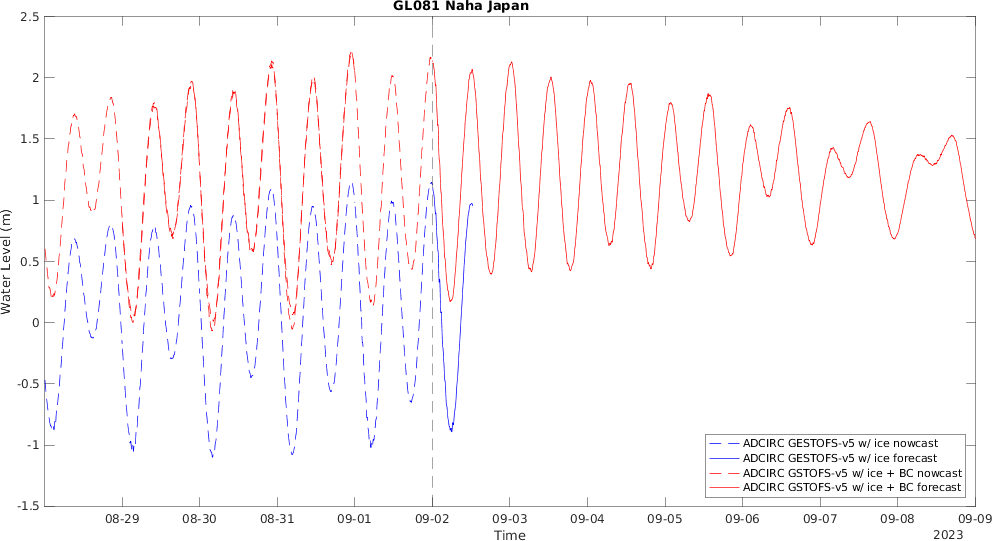 GL081 Naha Japan
2.5
2
1.5
1
0.5
0
-0.5
-1
-1.5
Water Level (m)
ADCIRC GESTOFS-v5 w/ ice nowcast
ADCIRC GESTOFS-v5 w/ ice forecast
ADCIRC GSTOFS-v5 w/ ice + BC nowcast
ADCIRC GSTOFS-v5 w/ ice + BC forecast
08-29 08-30 08-31 09-01 09-02 09-03 09-04 09-05 09-06 09-07 09-08 09-09
Time
2023